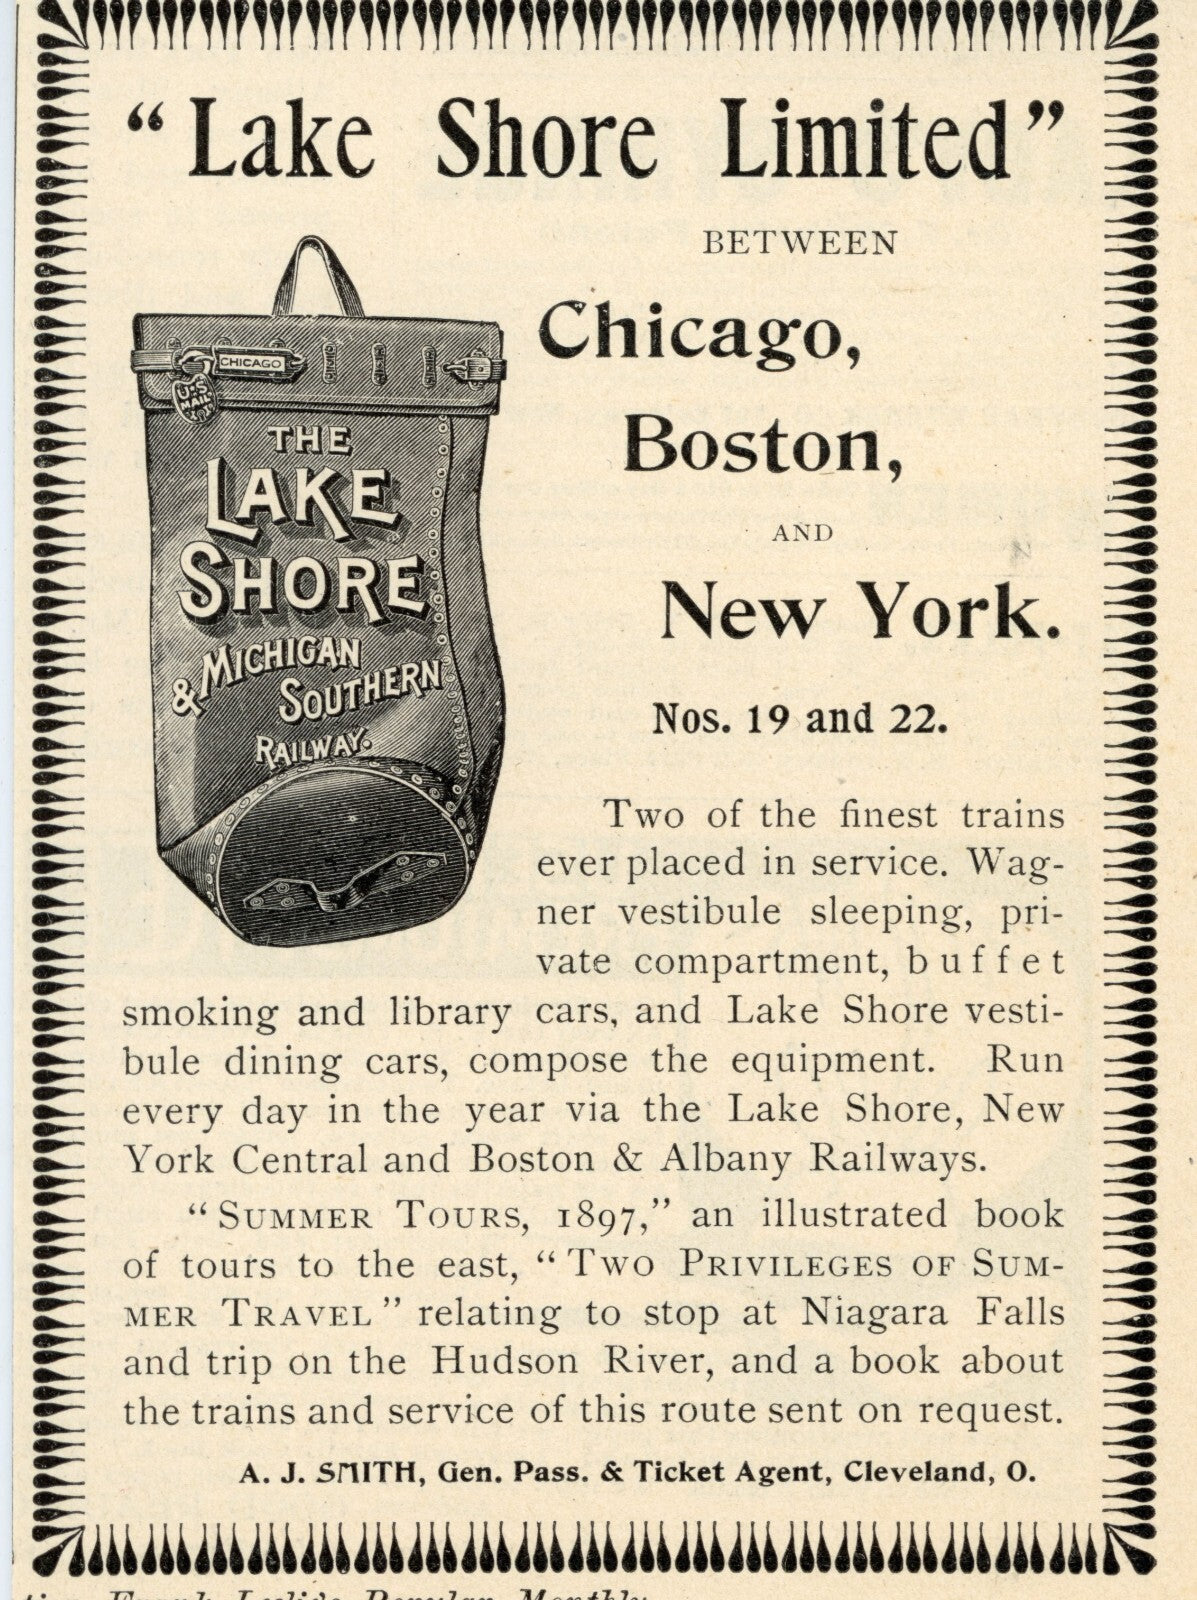 “Lake Shore Limited”
BETWEEN
Chicago,
Boston,
AND
New York.
Nos. 19 and 22.
CHICAGO
U.S
MAIL
THE
LAKE
SHORE
& MICHIGAN
SOUTHERN
RAILWAY.
Two of the finest trains
ever placed in service. Wag-
ner vestibule sleeping, pri-
vate compartment, buffet
smoking and library cars, and Lake Shore vesti-
bule dining cars, compose the equipment. Run
every day in the year via the Lake Shore, New
York Central and Boston & Albany Railways.
“SUMMER TOURS, 1897,” an illustrated book
of tours to the east, “TWO PRIVILEGES OF SUM-
MER TRAVEL” relating to stop at Niagara Falls
and trip on the Hudson River, and a book about
the trains and service of this route sent on request.
A. J. SMITH, Gen. Pass. & Ticket Agent, Cleveland, O.
Frank Leslie's Popular Monthly